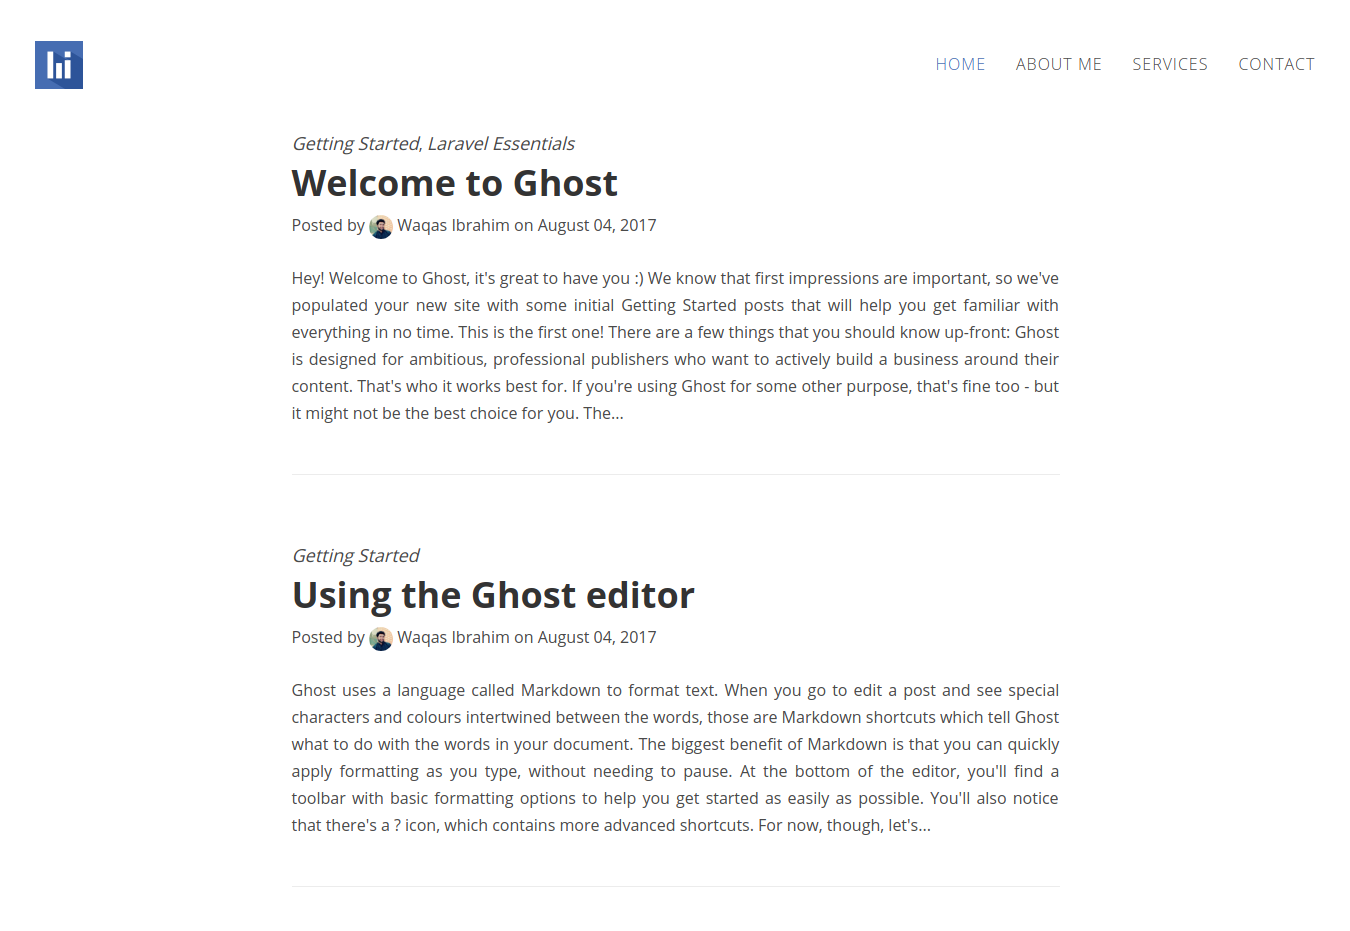 HOME ABOUT ME SERVICES CONTACT
Getting Started, Laravel Essentials
Welcome to Ghost
Posted by Waqas Ibrahim on August 04, 2017
Hey! Welcome to Ghost, it's great to have you :) We know that first impressions are important, so we've
populated your new site with some initial Getting Started posts that will help you get familiar with
everything in no time. This is the first one! There are a few things that you should know up-front: Ghost
is designed for ambitious, professional publishers who want to actively build a business around their
content. That's who it works best for. If you're using Ghost for some other purpose, that's fine too - but
it might not be the best choice for you. The...
Getting Started
Using the Ghost editor
Posted by Waqas Ibrahim on August 04, 2017
Ghost uses a language called Markdown to format text. When you go to edit a post and see special
characters and colours intertwined between the words, those are Markdown shortcuts which tell Ghost
what to do with the words in your document. The biggest benefit of Markdown is that you can quickly
apply formatting as you type, without needing to pause. At the bottom of the editor, you'll find a
toolbar with basic formatting options to help you get started as easily as possible. You'll also notice
that there's a ? icon, which contains more advanced shortcuts. For now, though, let's...